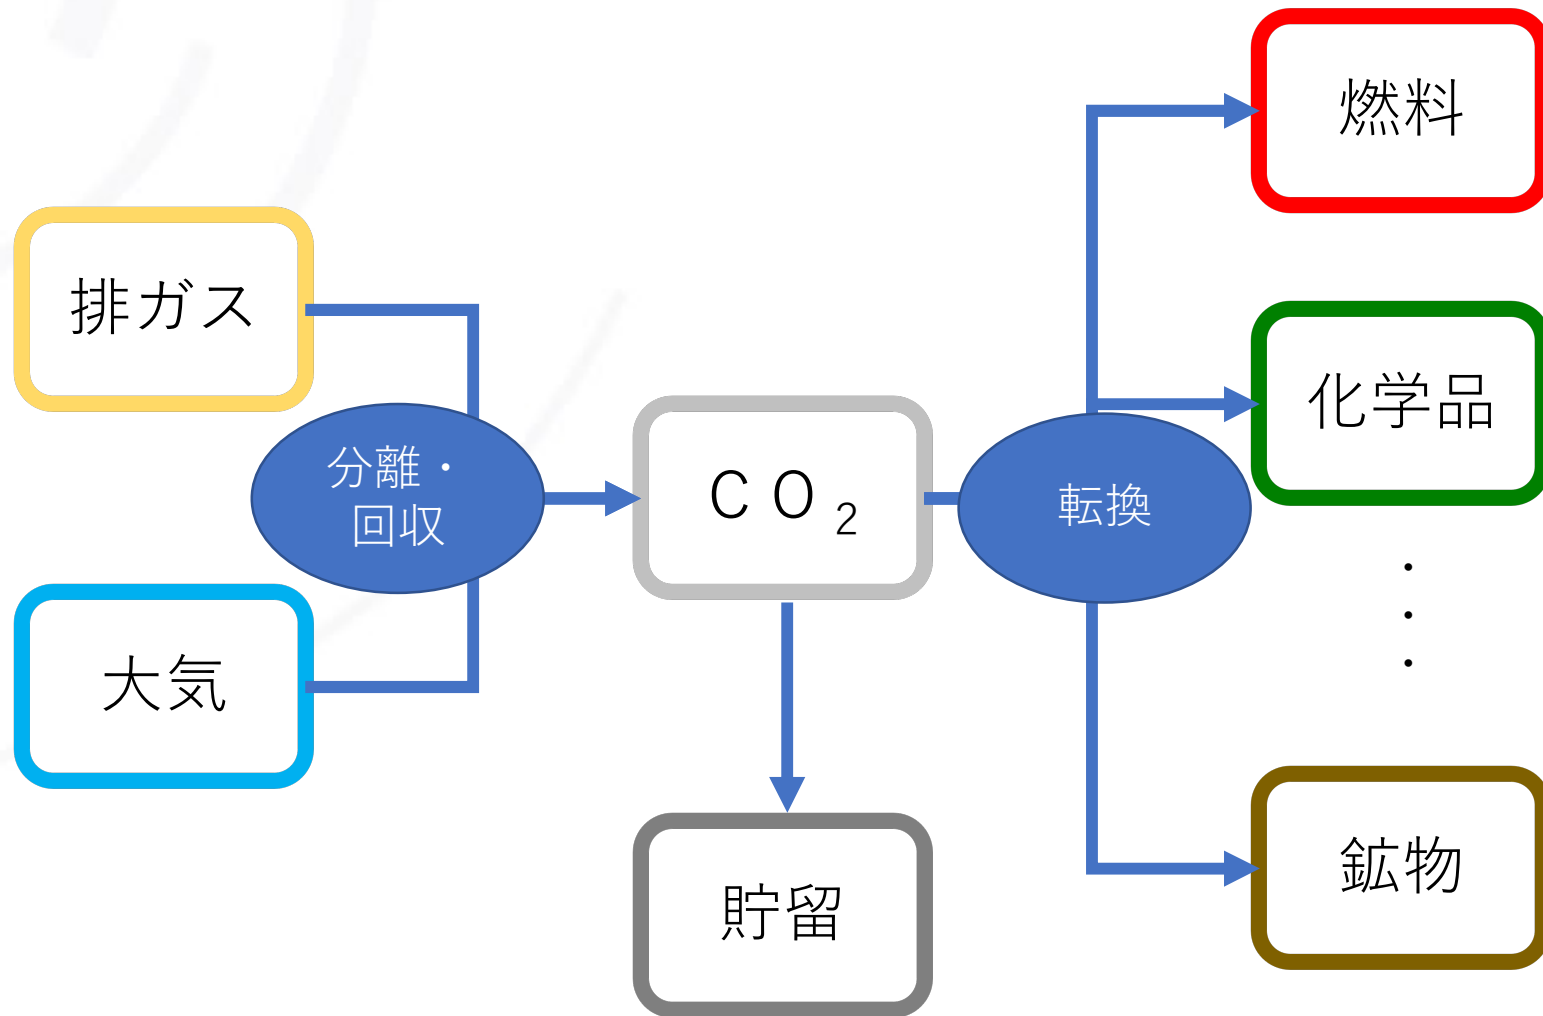 排ガス
大気
分離・
回収
ＣＯ₂
貯留
転換
燃料
化学品
・
・
・
鉱物